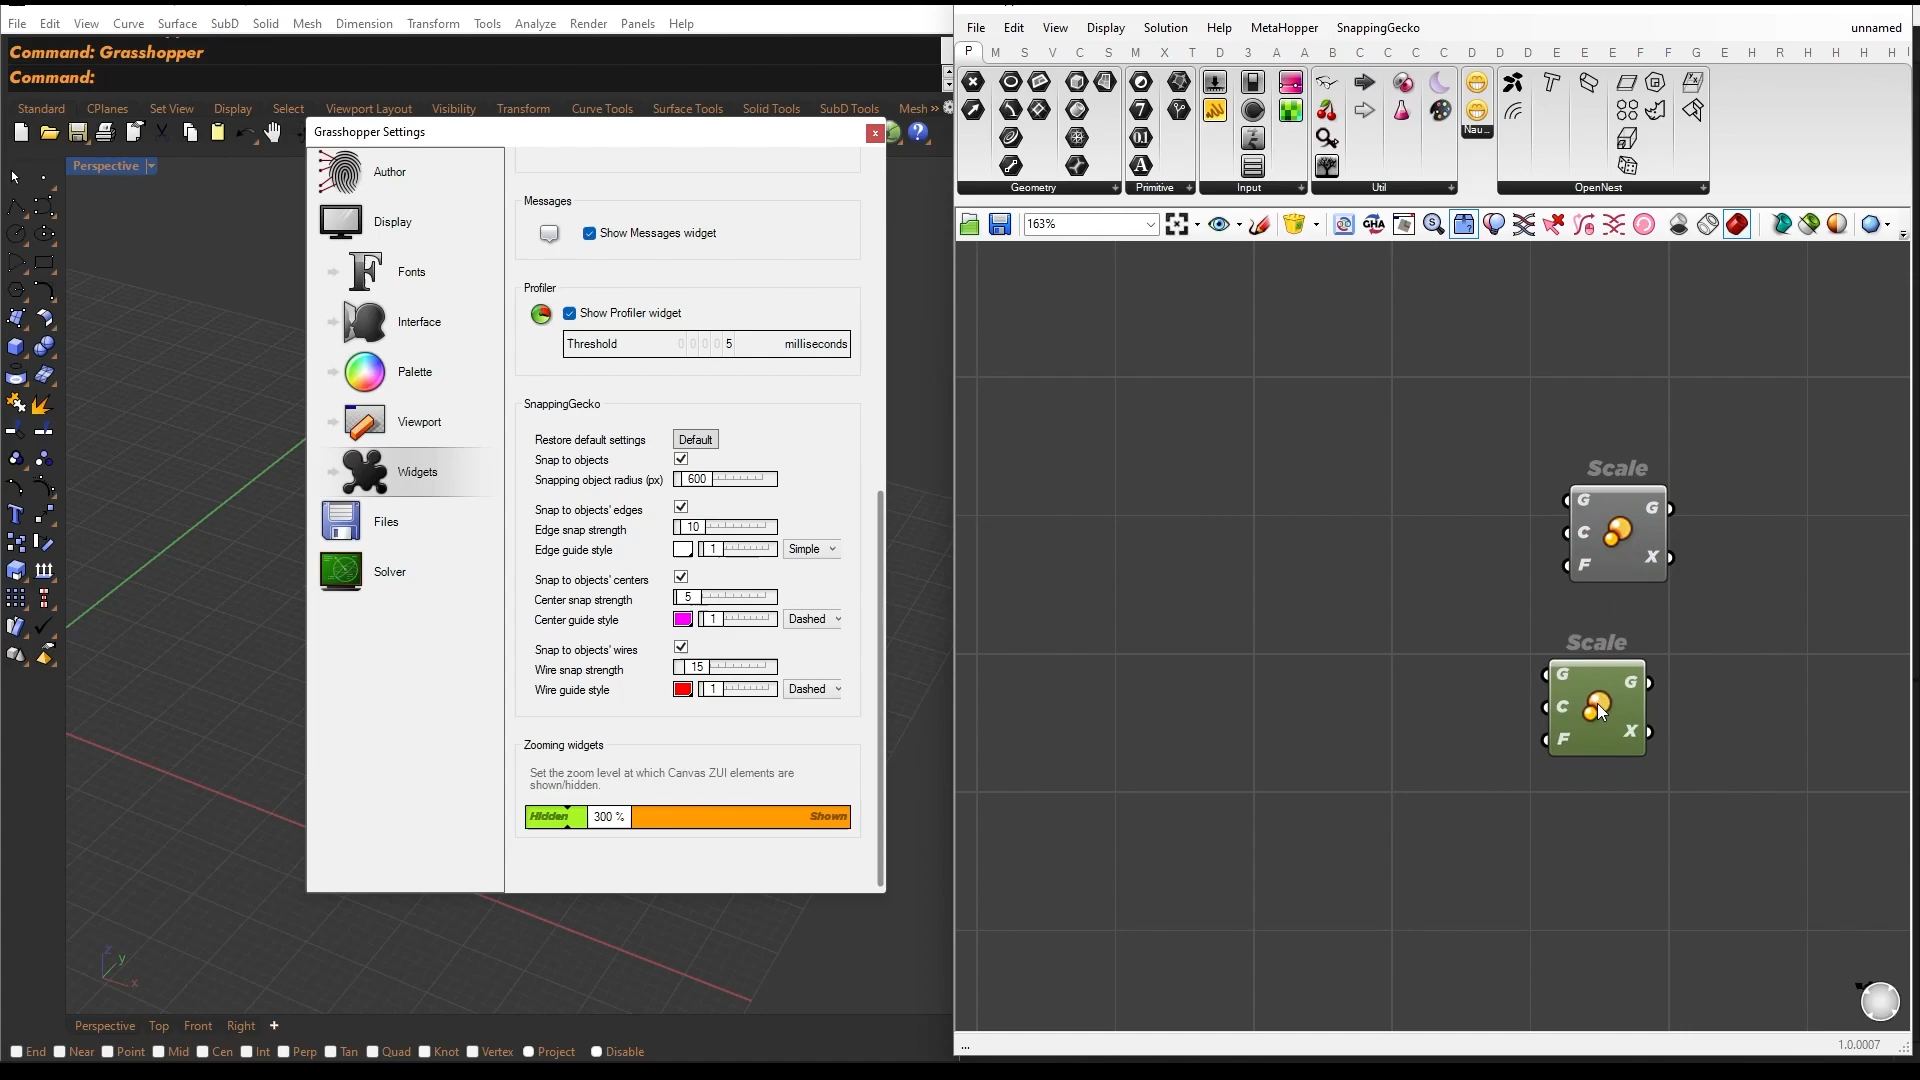 File Edit View Curve Surface SubD Solid Mesh Dimension Transform Tools Analyze Render Panels Help
Command: Grasshopper
Command:
Standard CPlanes Set View Display Select Viewport Layout Visibility Transform Curve Tools Surface Tools Solid Tools SubD Tools Mesh »
Perspective
Grasshopper Settings
x
Author
Display
Fonts
Interface
Palette
Viewport
Widgets
Files
Solver
Messages
Show Messages widget
Profiler
Show Profiler widget
Threshold 0 0 0 0 5 milliseconds
SnappingGecko
Restore default settings Default
Snap to objects
Snapping object radius (px) 600
Snap to objects' edges
Edge snap strength 10
Edge guide style 1 Simple
Snap to objects' centers
Center snap strength 5
Center guide style 1 Dashed
Snap to objects' wires
Wire snap strength 15
Wire guide style 1 Dashed
Zooming widgets
Set the zoom level at which Canvas ZUI elements are
shown/hidden.
Hidden 300 % Shown
z
y
x
Perspective Top Front Right +
End Near Point Mid Cen Int Perp Tan Quad Knot Vertex Project Disable
File Edit View Display Solution Help MetaHopper SnappingGecko unnamed
P M S V C S M X T D 3 A A B C C C C D D D E E F F G E H R H H H
Nau...
Geometry Primitive Input Util OpenNest
163%
GHA
Scale
G
C
F
G
X
Scale
G
C
F
G
X
... 1.0.0007